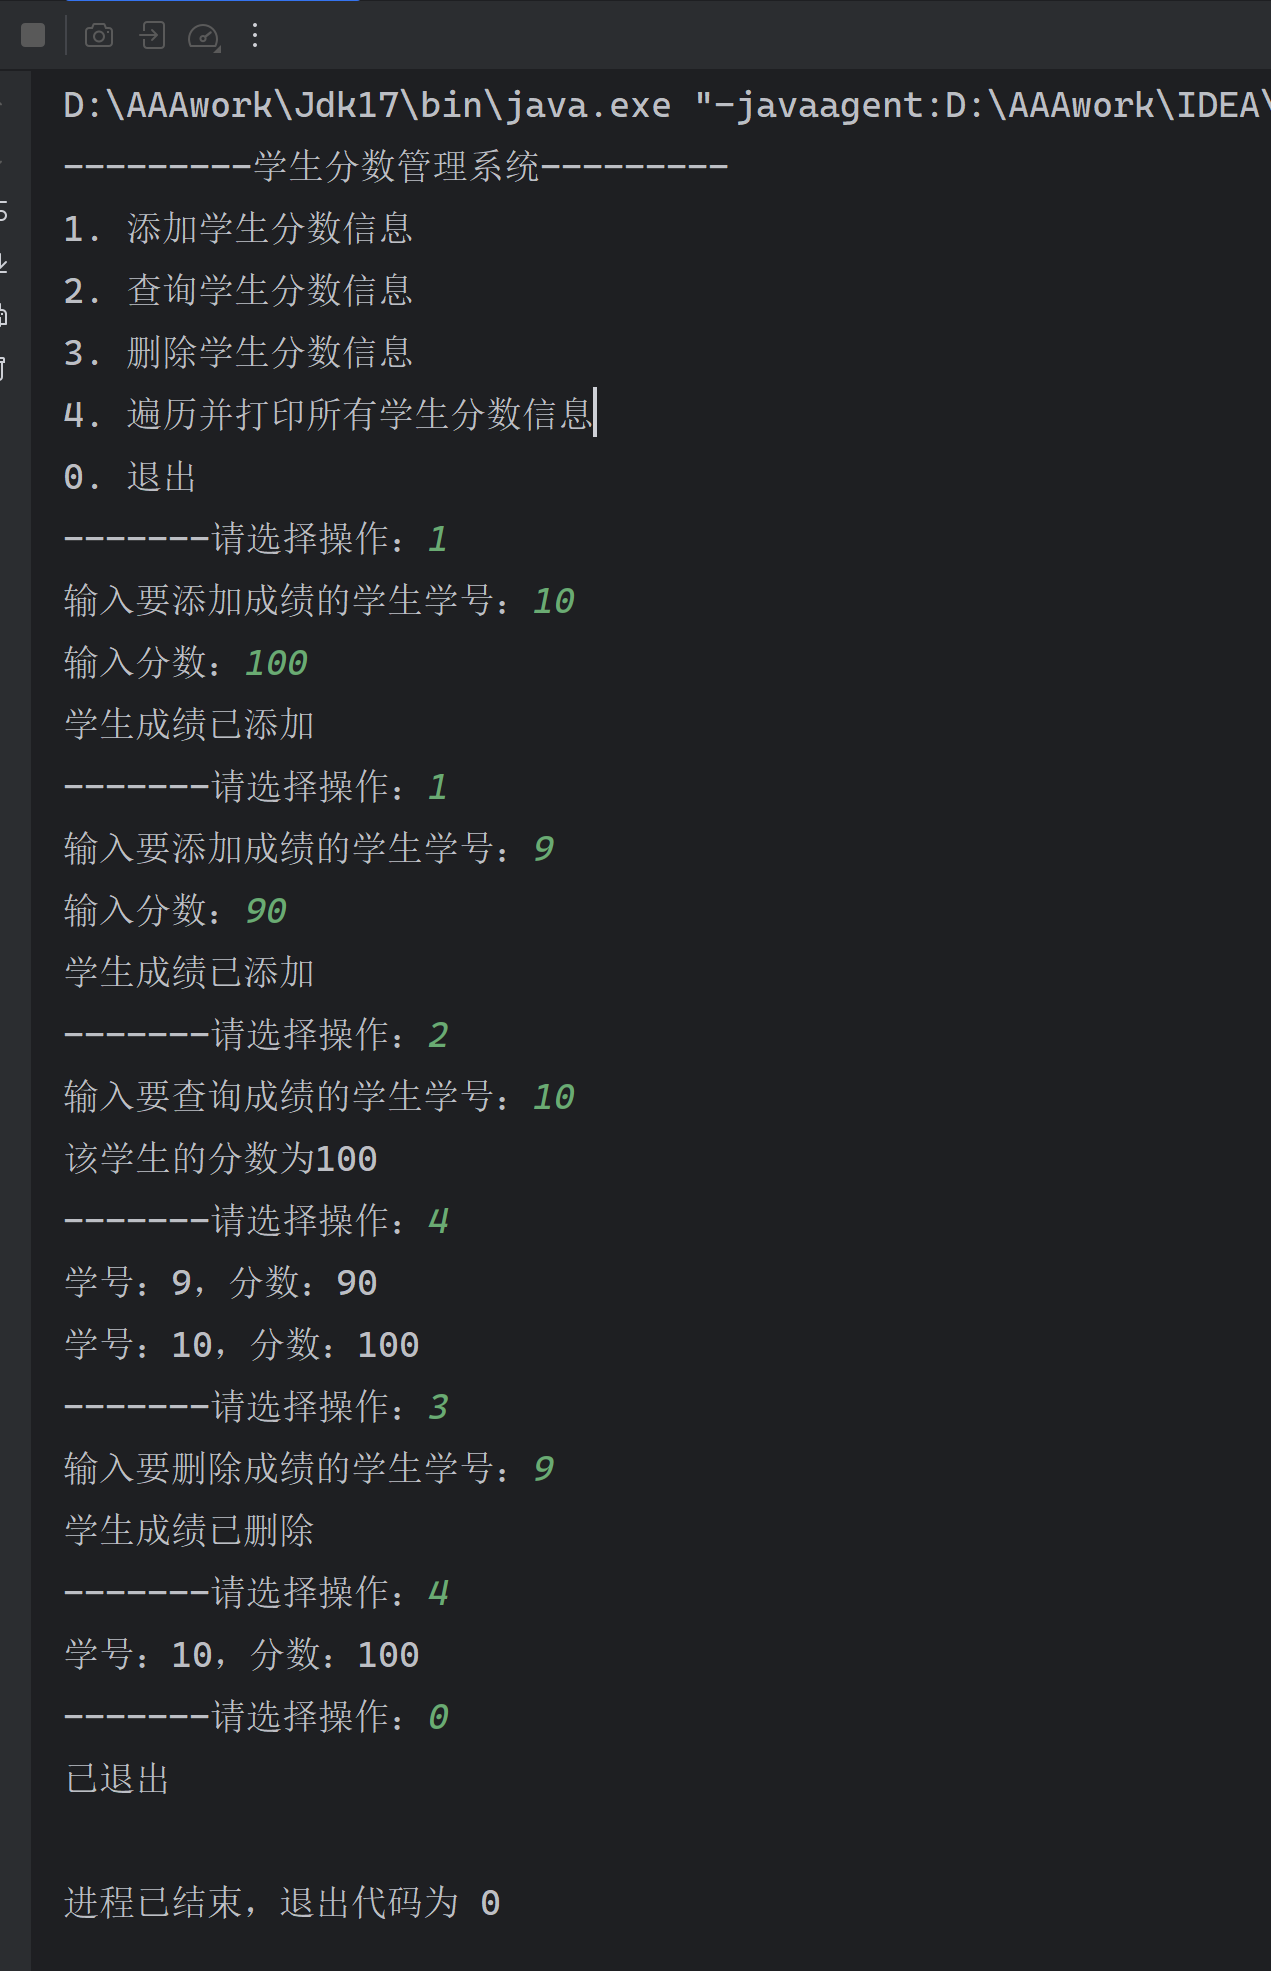 D:\AAAwork\Jdk17\bin\java.exe "-javaagent:D:\AAAwork\IDEA\
---------学生分数管理系统---------
1. 添加学生分数信息
2. 查询学生分数信息
3. 删除学生分数信息
4. 遍历并打印所有学生分数信息
0. 退出
-------请选择操作：1
输入要添加成绩的学生学号：10
输入分数：100
学生成绩已添加
-------请选择操作：1
输入要添加成绩的学生学号：9
输入分数：90
学生成绩已添加
-------请选择操作：2
输入要查询成绩的学生学号：10
该学生的分数为100
-------请选择操作：4
学号：9，分数：90
学号：10，分数：100
-------请选择操作：3
输入要删除成绩的学生学号：9
学生成绩已删除
-------请选择操作：4
学号：10，分数：100
-------请选择操作：0
已退出
进程已结束，退出代码为 0